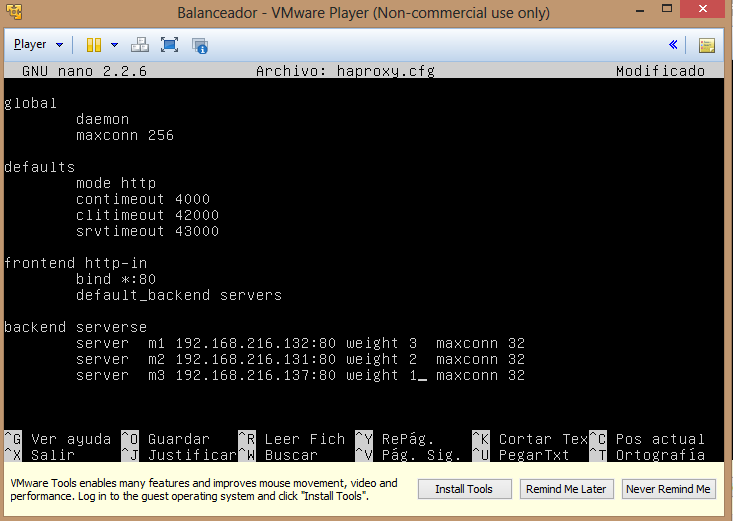 Balanceador - VMware Player (Non-commercial use only)
Player
GNU nano 2.2.6 Archivo: haproxy.cfg Modificado
global
daemon
maxconn 256
defaults
mode http
contimeout 4000
clitimeout 42000
srvtimeout 43000
frontend http-in
bind *:80
default_backend servers
backend serverse
server m1 192.168.216.132:80 weight 3 maxconn 32
server m2 192.168.216.131:80 weight 2 maxconn 32
server m3 192.168.216.137:80 weight 1_ maxconn 32
^G Ver ayuda ^O Guardar ^R Leer Fich ^Y RePág. ^K Cortar Tex ^C Pos actual
^X Salir ^J Justificar ^W Buscar ^V Pág. Sig. ^U PegarTxt ^T Ortografía
VMware Tools enables many features and improves mouse movement, video and
performance. Log in to the guest operating system and click "Install Tools".
Install Tools Remind Me Later Never Remind Me